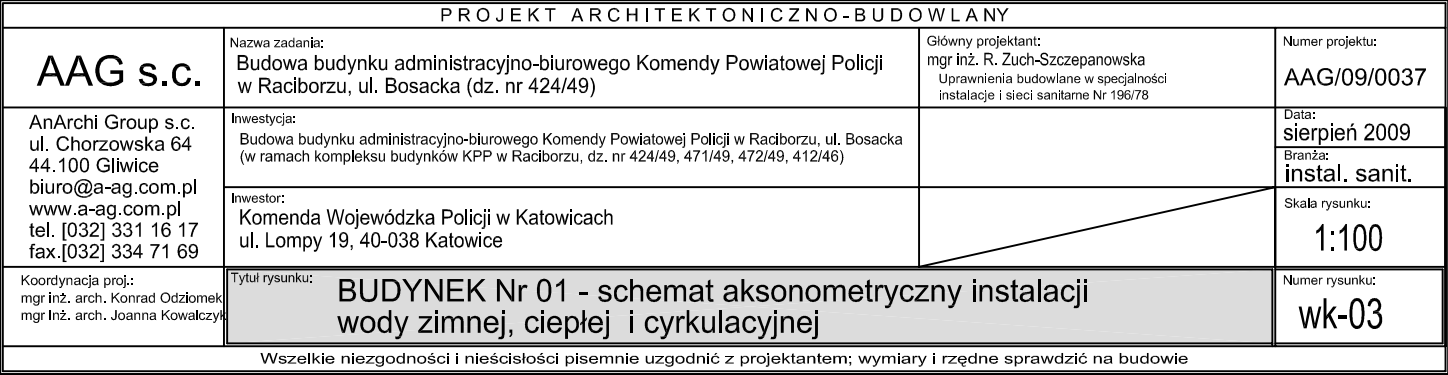 PROJEKT ARCHITEKTONICZNO-BUDOWLANY
AAG s.c.
Nazwa zadania:
Budowa budynku administracyjno-biurowego Komendy Powiatowej Policji
w Raciborzu, ul. Bosacka (dz. nr 424/49)
Główny projektant:
mgr inż. R. Zuch-Szczepanowska
Uprawnienia budowlane w specjalności
instalacje i sieci sanitarne Nr 196/78
Numer projektu:
AAG/09/0037
AnArchi Group s.c.
ul. Chorzowska 64
44.100 Gliwice
biuro@a-ag.com.pl
www.a-ag.com.pl
tel. [032] 331 16 17
fax.[032] 334 71 69
Inwestycja:
Budowa budynku administracyjno-biurowego Komendy Powiatowej Policji w Raciborzu, ul. Bosacka
(w ramach kompleksu budynków KPP w Raciborzu, dz. nr 424/49, 471/49, 472/49, 412/46)
Data:
sierpień 2009
Branża:
instal. sanit.
Inwestor:
Komenda Wojewódzka Policji w Katowicach
ul. Lompy 19, 40-038 Katowice
Skala rysunku:
1:100
Koordynacja proj.:
mgr inż. arch. Konrad Odziomek
mgr inż. arch. Joanna Kowalczyk
Tytuł rysunku:
BUDYNEK Nr 01 - schemat aksonometryczny instalacji
wody zimnej, ciepłej i cyrkulacyjnej
Numer rysunku:
wk-03
Wszelkie niezgodności i nieścisłości pisemnie uzgodnić z projektantem; wymiary i rzędne sprawdzić na budowie